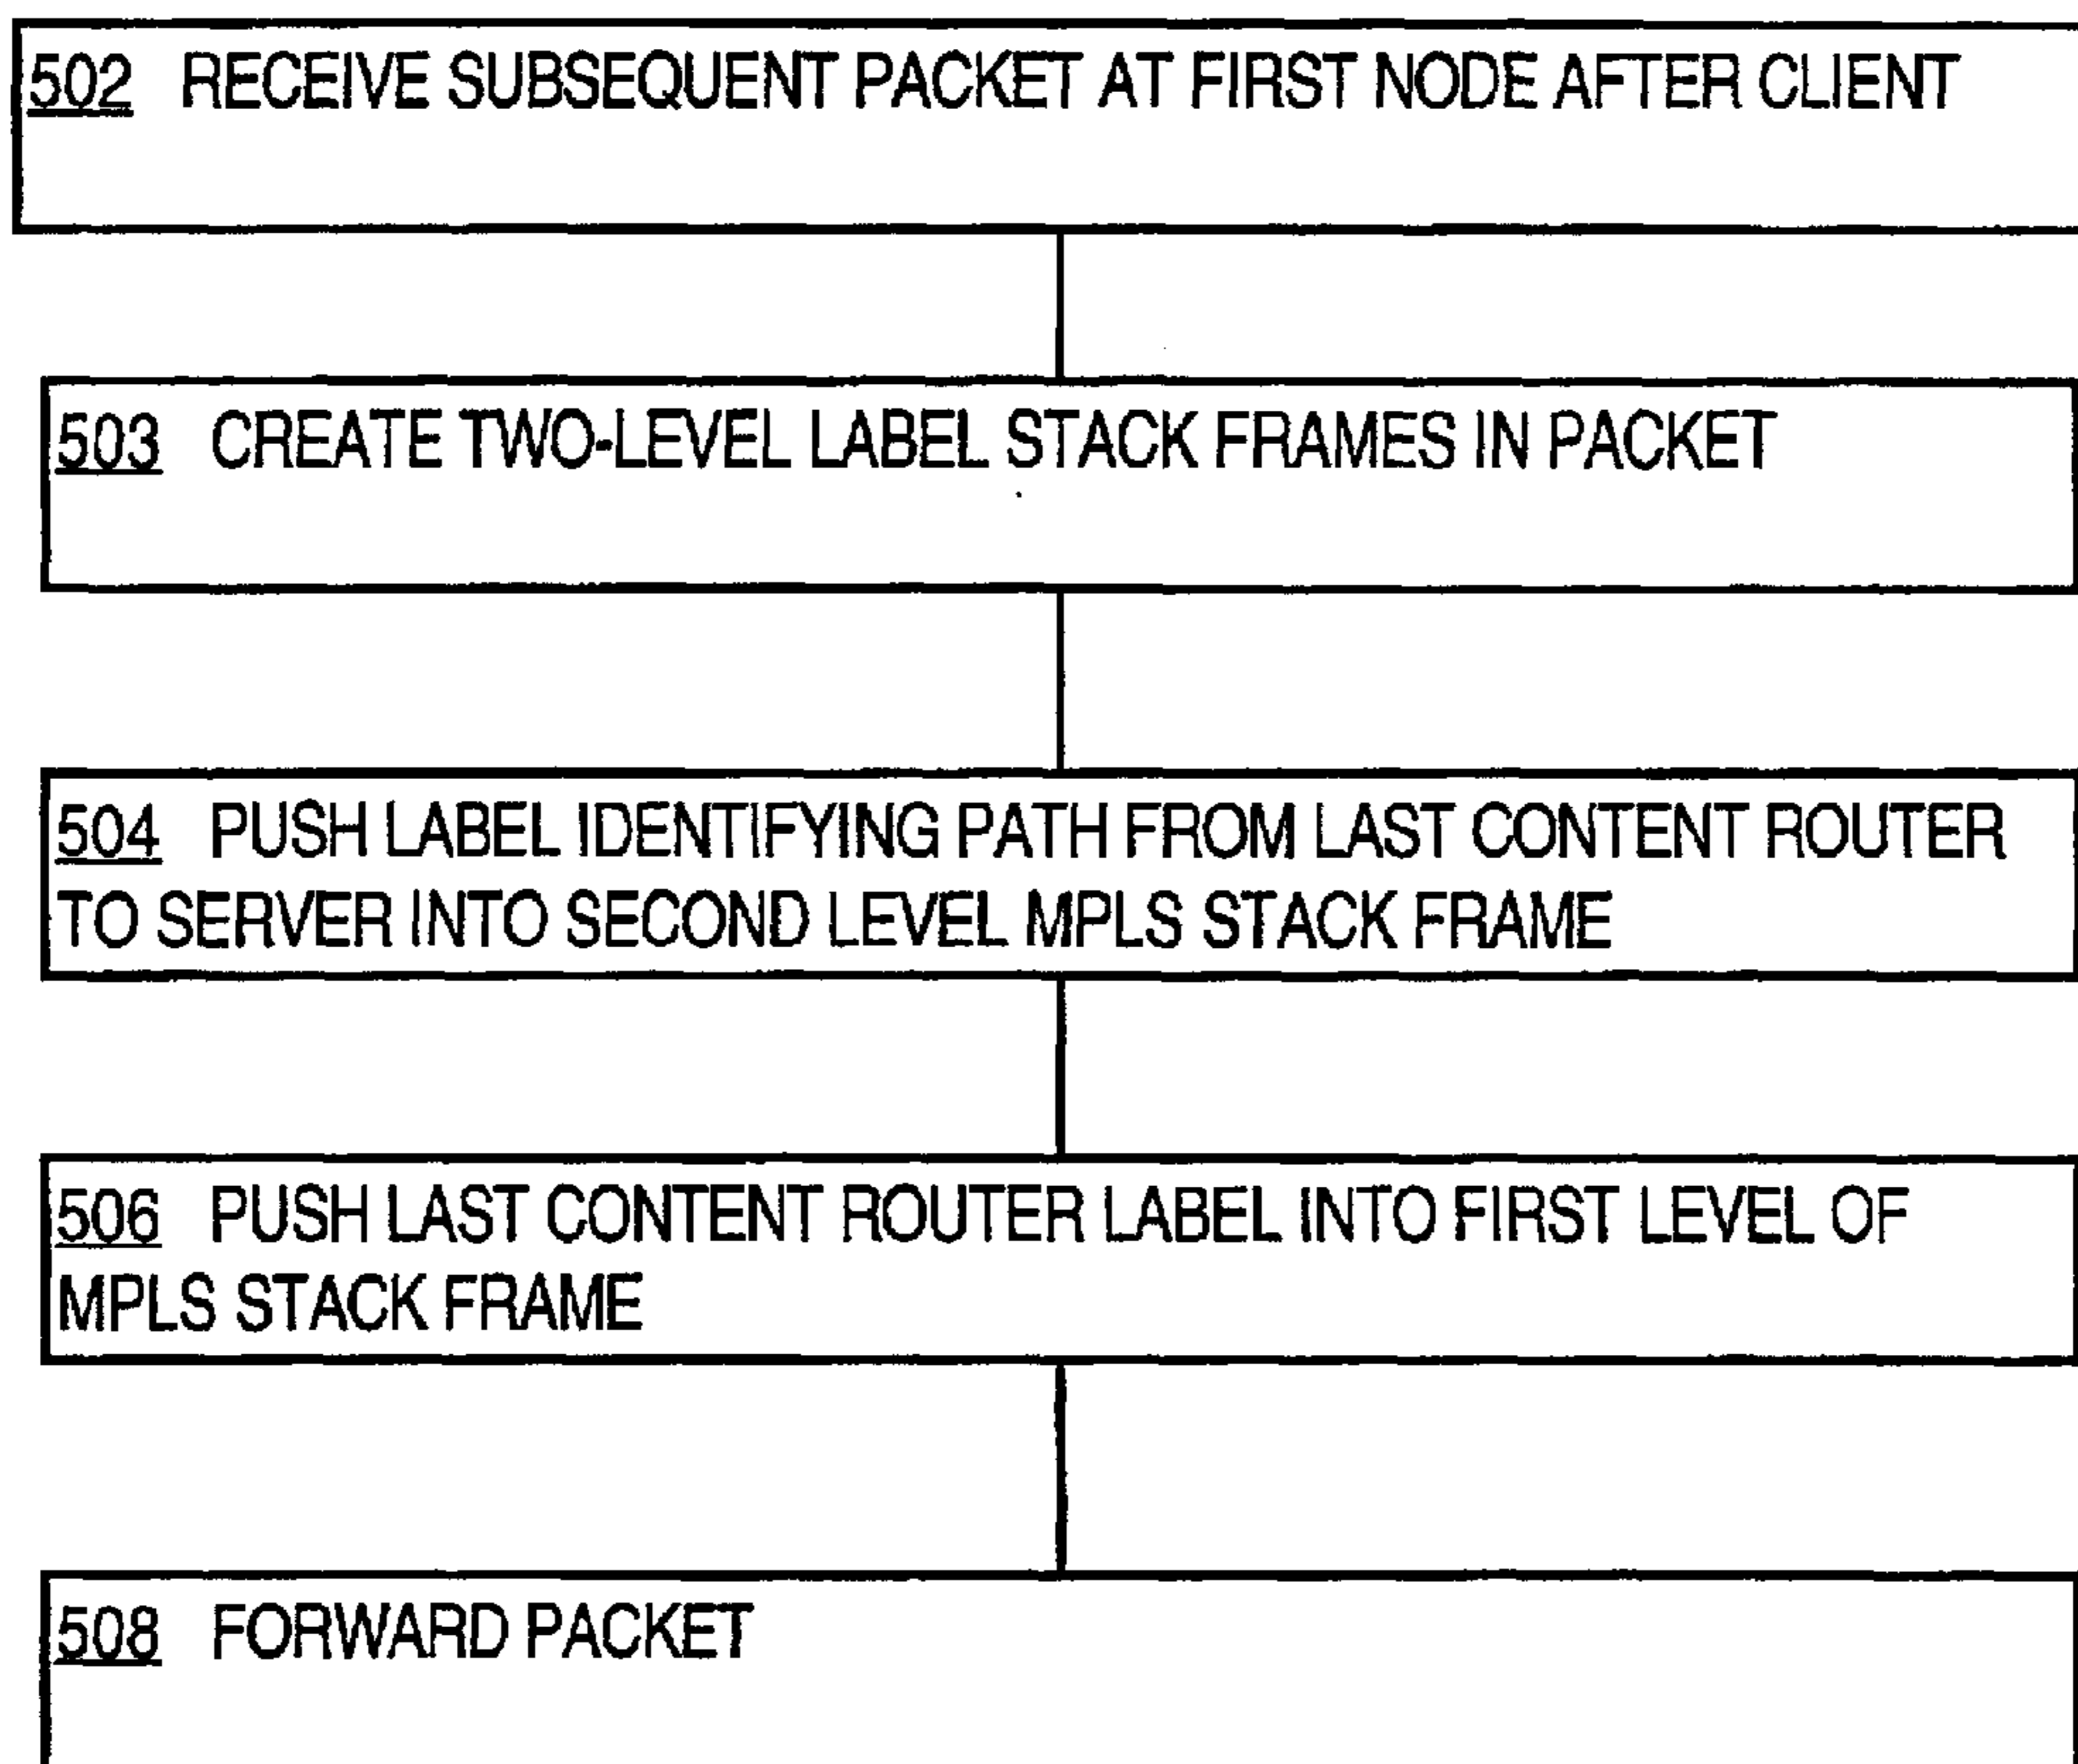 502 RECEIVE SUBSEQUENT PACKET AT FIRST NODE AFTER CLIENT
503 CREATE TWO-LEVEL LABEL STACK FRAMES IN PACKET
504 PUSH LABEL IDENTIFYING PATH FROM LAST CONTENT ROUTER
TO SERVER INTO SECOND LEVEL MPLS STACK FRAME
506 PUSH LAST CONTENT ROUTER LABEL INTO FIRST LEVEL OF
MPLS STACK FRAME
508 FORWARD PACKET